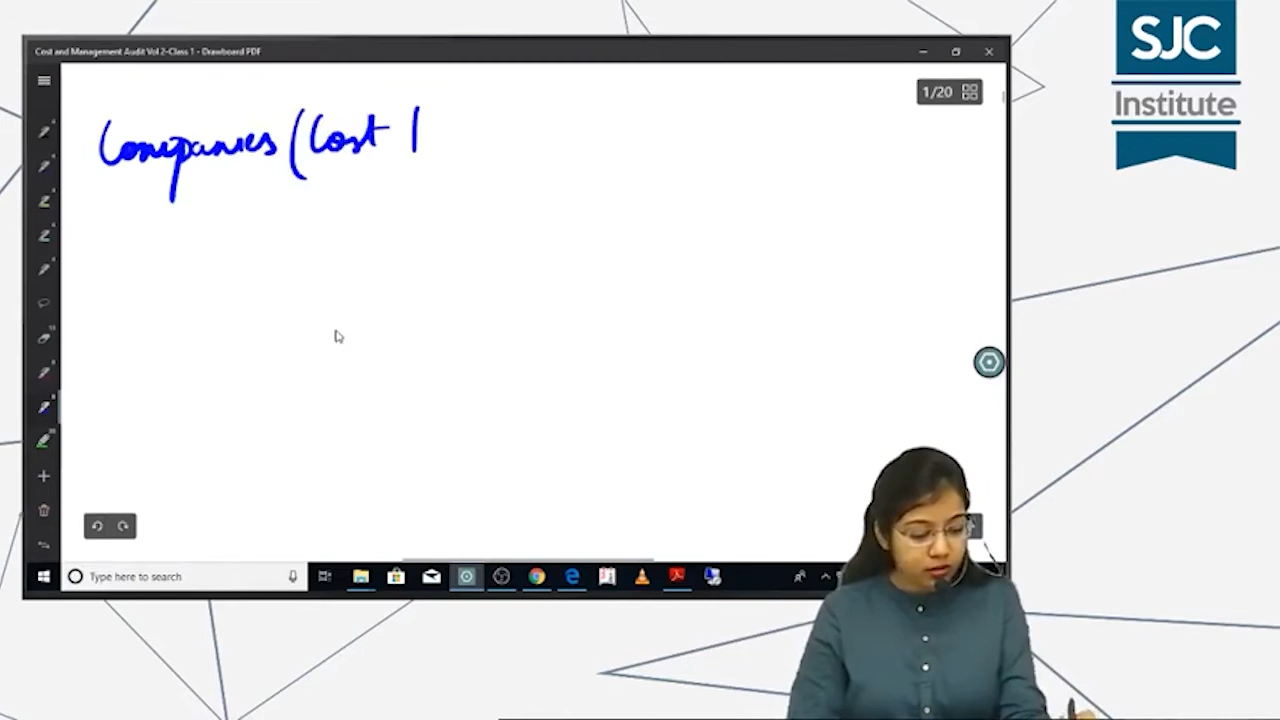 SJC
Institute
Cost and Management Audit Vol 2-Class 1 - Drawboard PDF
1/20
Companies (Cost
Type here to search